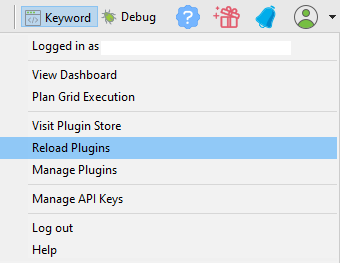 Keyword Debug
Logged in as
View Dashboard
Plan Grid Execution
Visit Plugin Store
Reload Plugins
Manage Plugins
Manage API Keys
Log out
Help